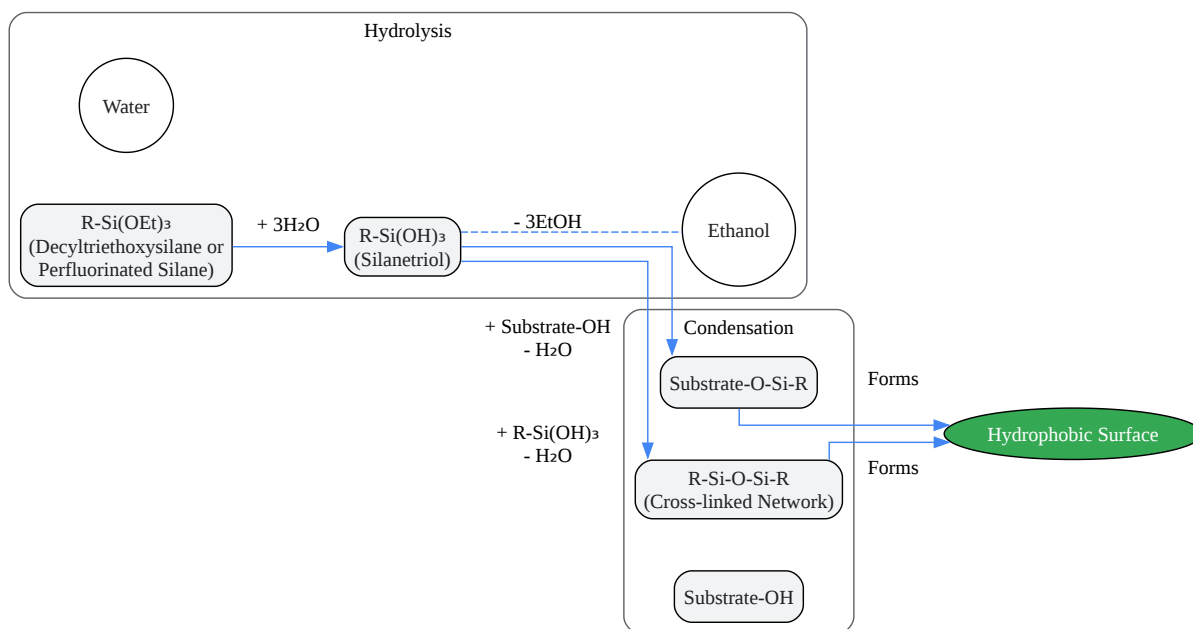 Hydrolysis
Water
R-Si(OEt)₃
(Decyltriethoxysilane or
Perfluorinated Silane)
+ 3H₂O
R-Si(OH)₃
(Silanetriol)
- 3EtOH
Ethanol
+ Substrate-OH
- H₂O
Condensation
Substrate-O-Si-R
Forms
+ R-Si(OH)₃
- H₂O
R-Si-O-Si-R
(Cross-linked Network)
Forms
Hydrophobic Surface
Substrate-OH